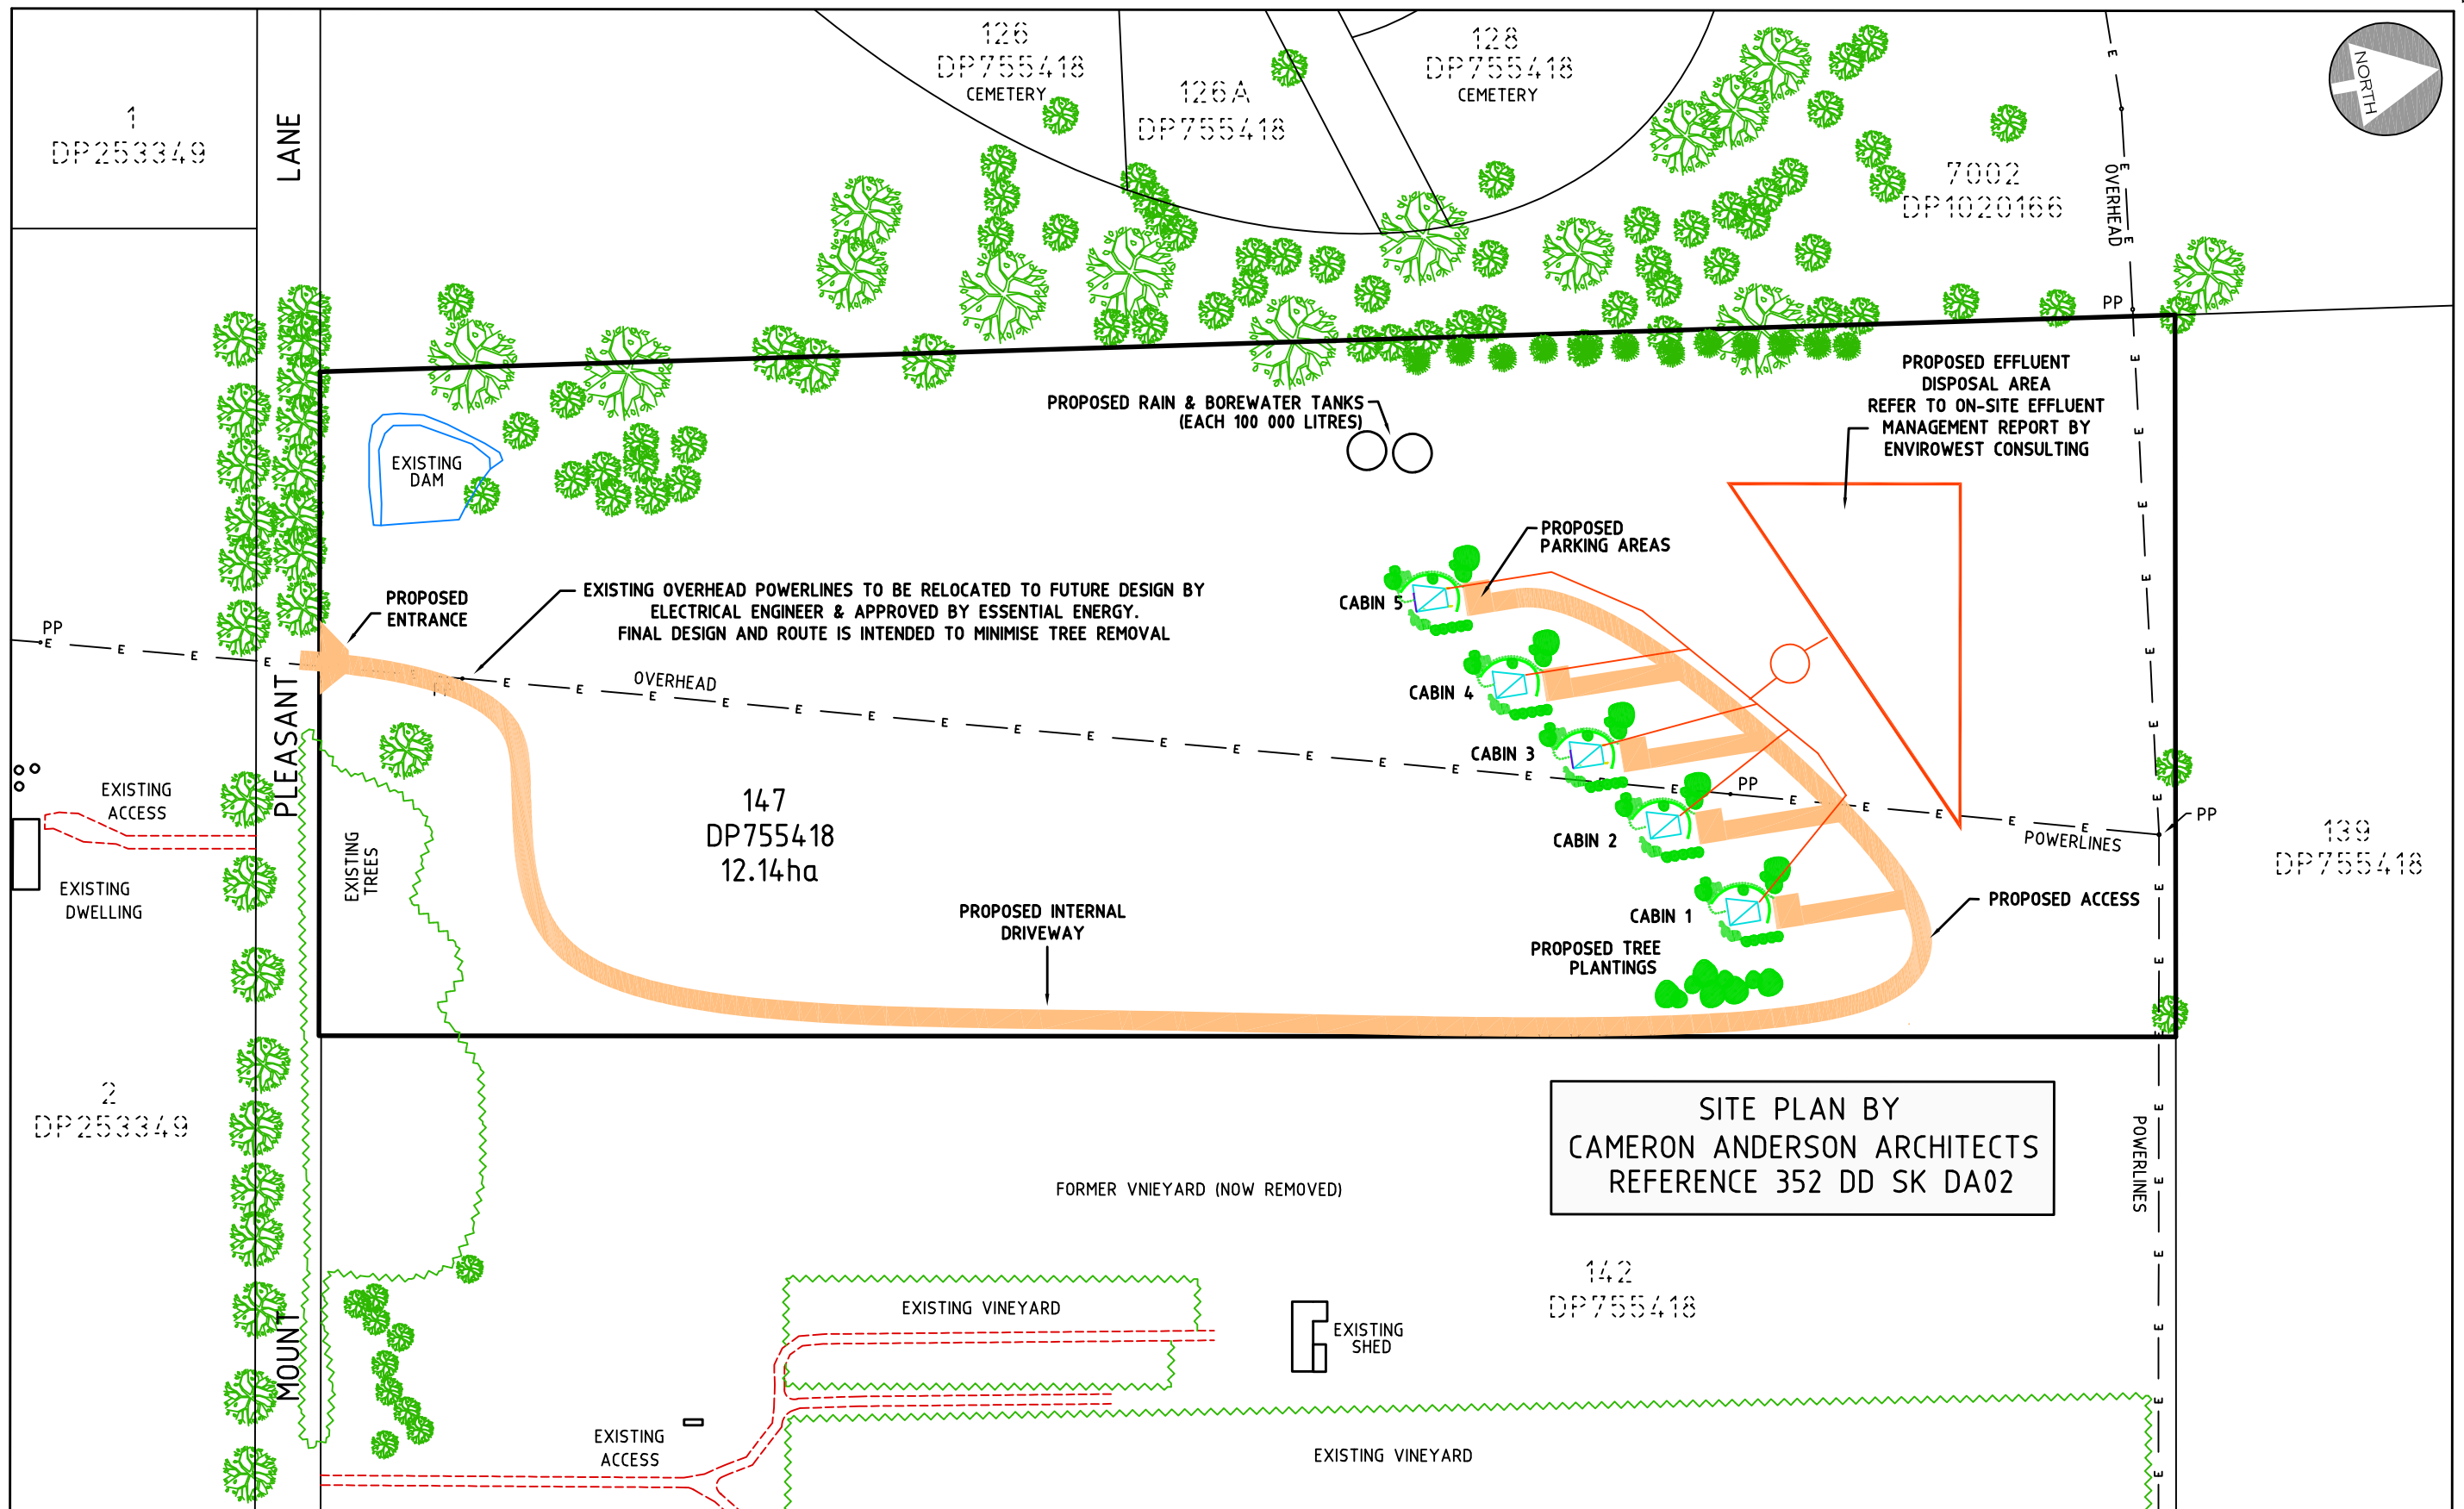 126
DP755418
CEMETERY
126A
DP755418
128
DP755418
CEMETERY
NORTH
1
DP253349
LANE
7002
DP1020166
OVERHEAD
PP
PROPOSED EFFLUENT
DISPOSAL AREA
REFER TO ON-SITE EFFLUENT
MANAGEMENT REPORT BY
ENVIROWEST CONSULTING
PROPOSED RAIN & BOREWATER TANKS
(EACH 100 000 LITRES)
EXISTING
DAM
PROPOSED
PARKING AREAS
PROPOSED
ENTRANCE
EXISTING OVERHEAD POWERLINES TO BE RELOCATED TO FUTURE DESIGN BY
ELECTRICAL ENGINEER & APPROVED BY ESSENTIAL ENERGY.
FINAL DESIGN AND ROUTE IS INTENDED TO MINIMISE TREE REMOVAL
CABIN 5
PP
E E E E
PP
E E E E E E E E E E E E E E E E E E E E E E
OVERHEAD
CABIN 4
CABIN 3
PP
CABIN 2
POWERLINES
PP
PLEASANT
EXISTING
ACCESS
EXISTING
TREES
147
DP755418
12.14ha
139
DP755418
EXISTING
DWELLING
PROPOSED INTERNAL
DRIVEWAY
CABIN 1
PROPOSED ACCESS
PROPOSED TREE
PLANTINGS
E E E E E E E E E E E E E E E E E
2
DP253349
SITE PLAN BY
CAMERON ANDERSON ARCHITECTS
REFERENCE 352 DD SK DA02
POWERLINES
FORMER VNIEYARD (NOW REMOVED)
142
DP755418
MOUNT
EXISTING VINEYARD
EXISTING
SHED
EXISTING
ACCESS
EXISTING VINEYARD